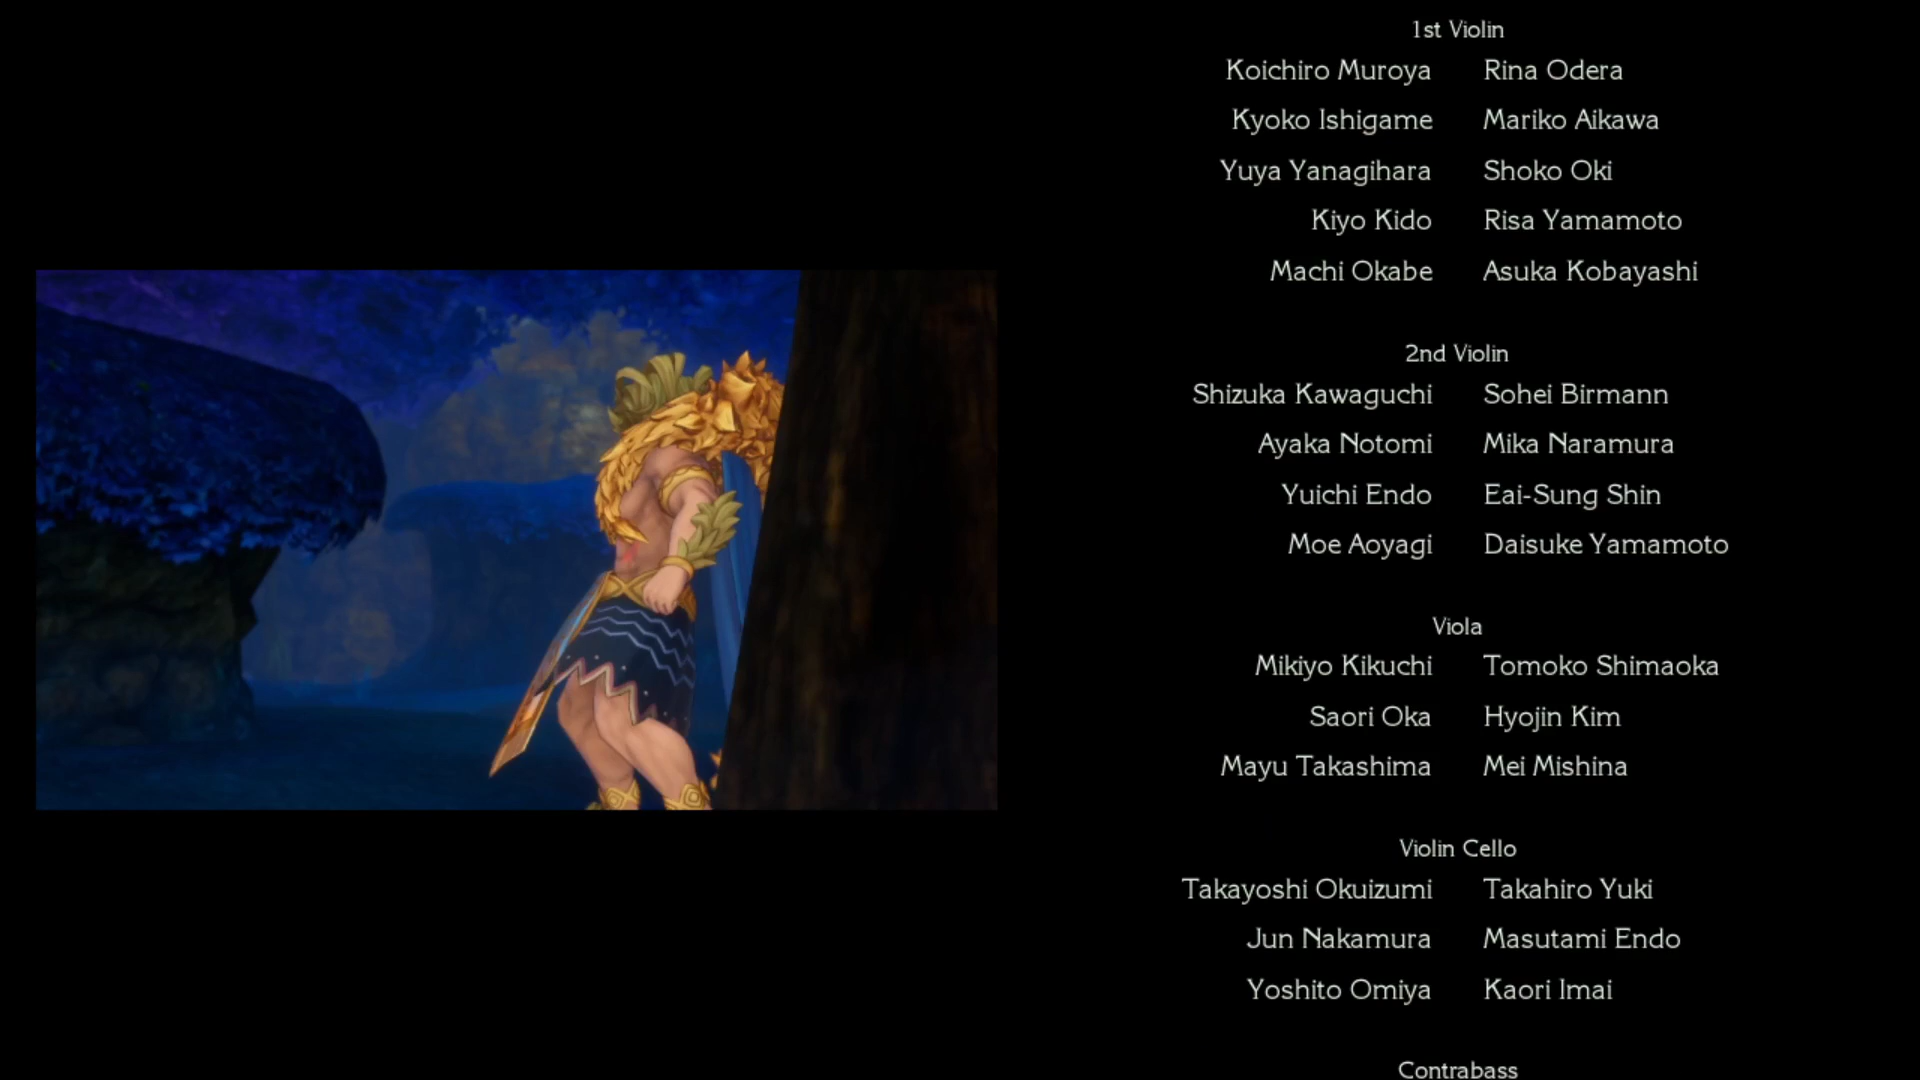 1st Violin
Koichiro Muroya Rina Odera
Kyoko Ishigame Mariko Aikawa
Yuya Yanagihara Shoko Oki
Kiyo Kido Risa Yamamoto
Machi Okabe Asuka Kobayashi
2nd Violin
Shizuka Kawaguchi Sohei Birmann
Ayaka Notomi Mika Naramura
Yuichi Endo Eai-Sung Shin
Moe Aoyagi Daisuke Yamamoto
Viola
Mikiyo Kikuchi Tomoko Shimaoka
Saori Oka Hyojin Kim
Mayu Takashima Mei Mishina
Violin Cello
Takayoshi Okuizumi Takahiro Yuki
Jun Nakamura Masutami Endo
Yoshito Omiya Kaori Imai
Contrabass